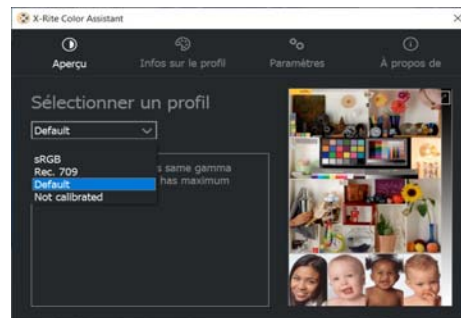 X-Rite Color Assistant
Aperçu
Infos sur le profil
Paramètres
À propos de
Sélectionner un profil
Default
sRGB
Rec. 709
Default
Not calibrated
s same gamma
has maximum